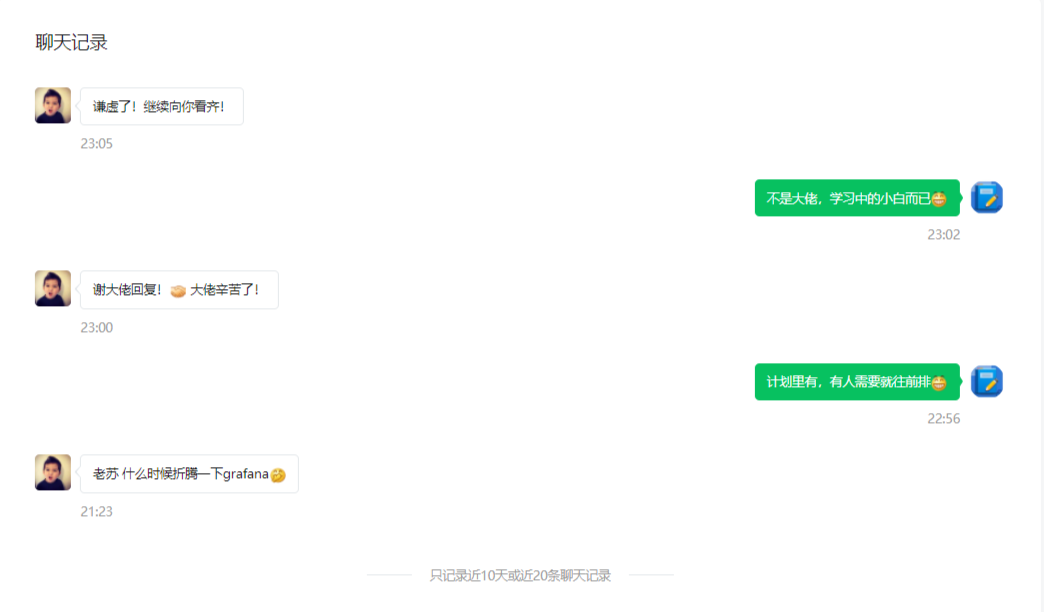 聊天记录
谦虚了！继续向你看齐！
23:05
不是大佬，学习中的小白而已
23:02
谢大佬回复！ 大佬辛苦了！
23:00
计划里有，有人需要就往前排
22:56
老苏 什么时候折腾一下grafana
21:23
只记录近10天或近20条聊天记录